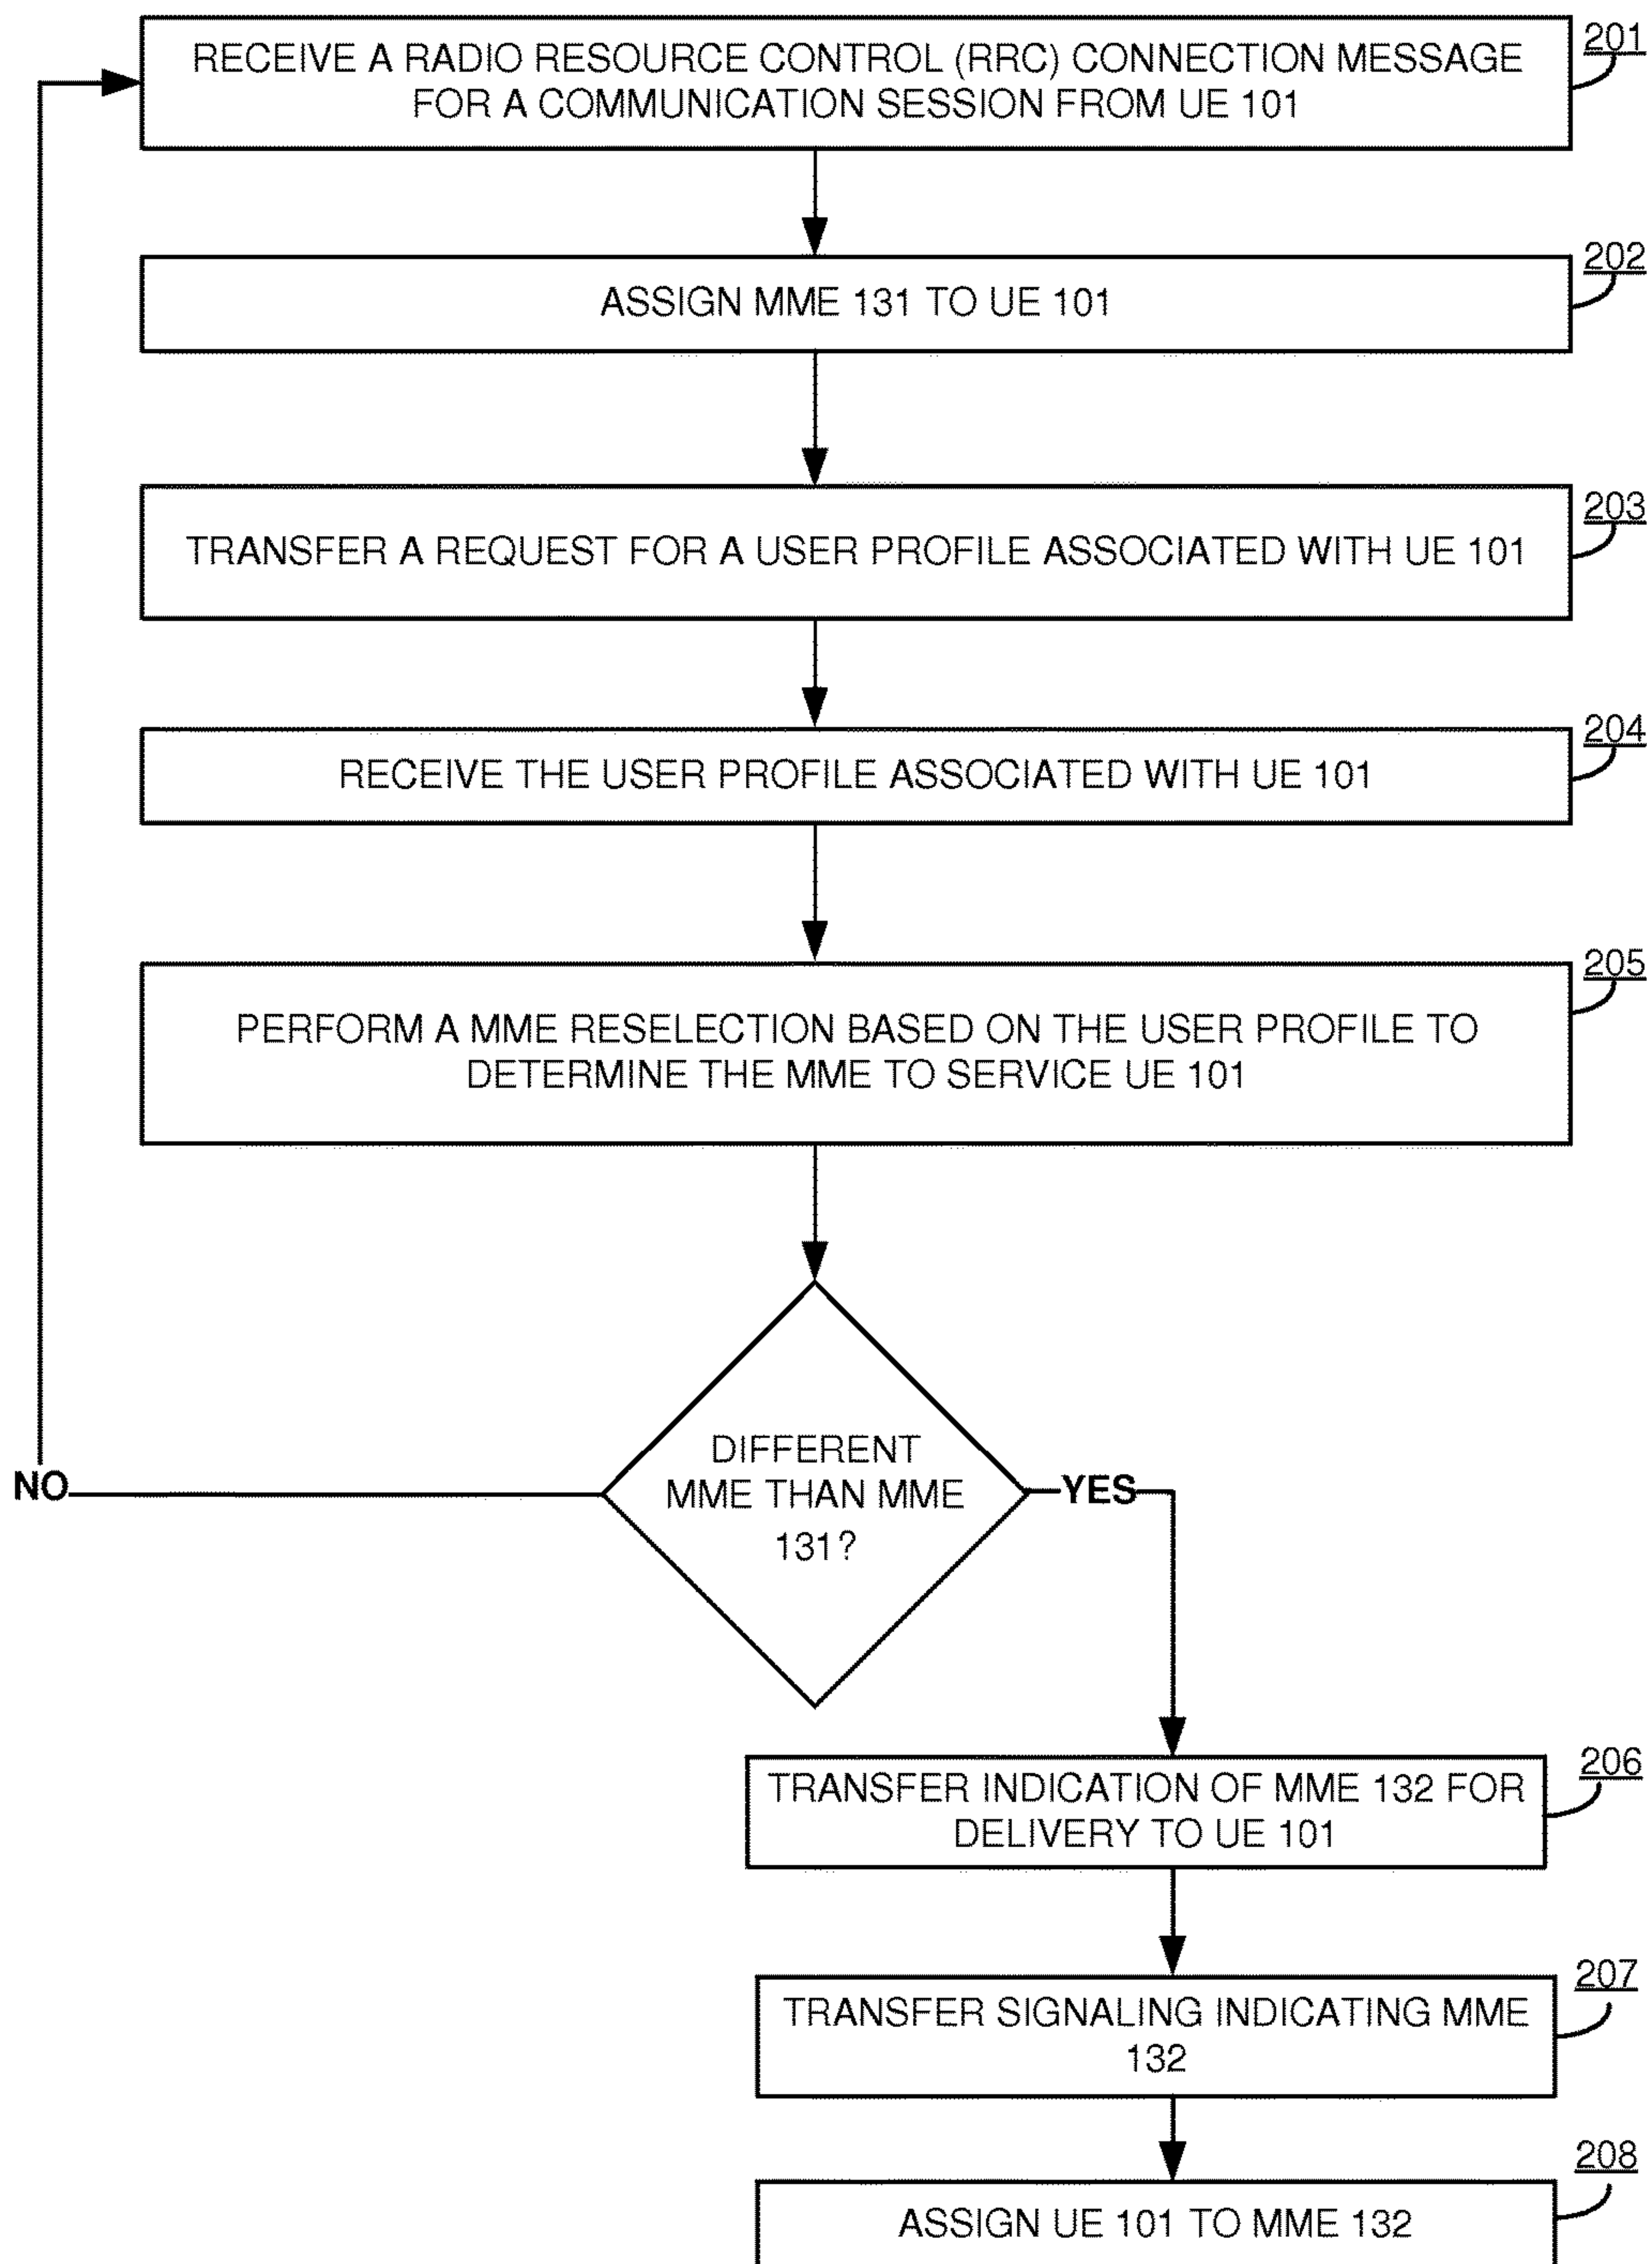 RECEIVE A RADIO RESOURCE CONTROL (RRC) CONNECTION MESSAGE
FOR A COMMUNICATION SESSION FROM UE 101
201
ASSIGN MME 131 TO UE 101
202
TRANSFER A REQUEST FOR A USER PROFILE ASSOCIATED WITH UE 101
203
RECEIVE THE USER PROFILE ASSOCIATED WITH UE 101
204
PERFORM A MME RESELECTION BASED ON THE USER PROFILE TO
DETERMINE THE MME TO SERVICE UE 101
205
DIFFERENT
MME THAN MME
131?
NO
YES
TRANSFER INDICATION OF MME 132 FOR
DELIVERY TO UE 101
206
TRANSFER SIGNALING INDICATING MME
132
207
ASSIGN UE 101 TO MME 132
208